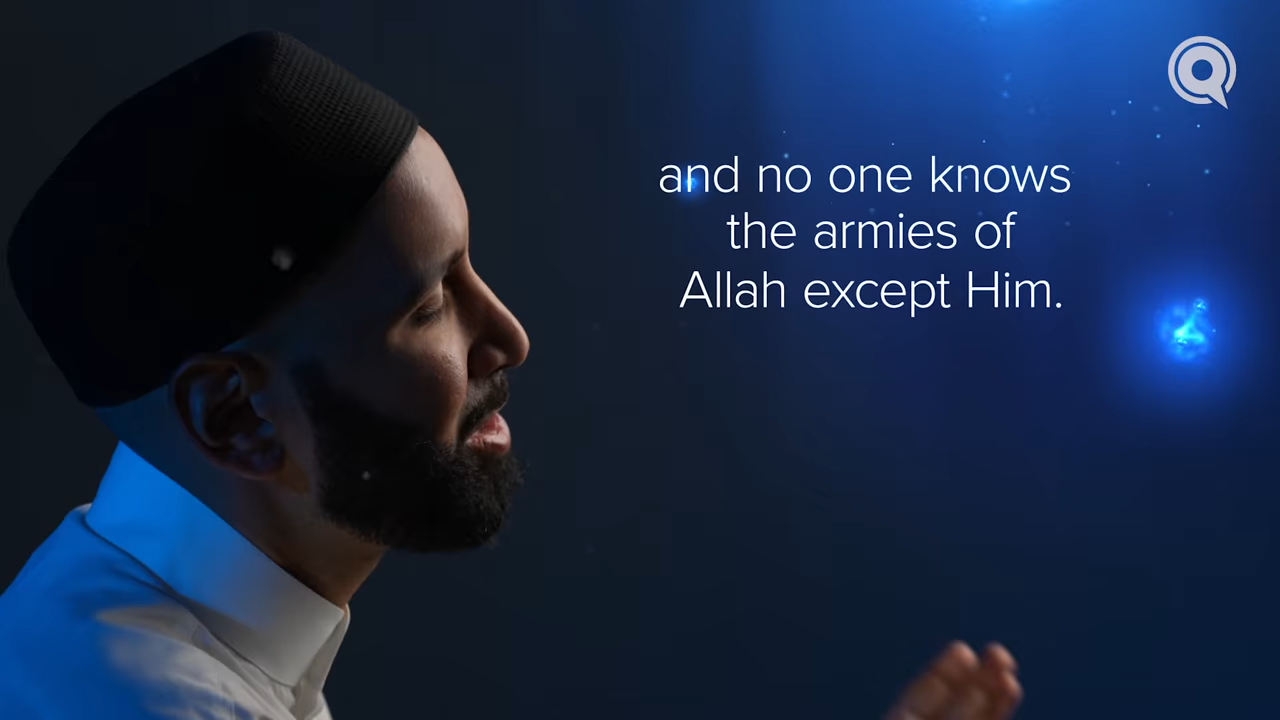 and no one knows
the armies of
Allah except Him.